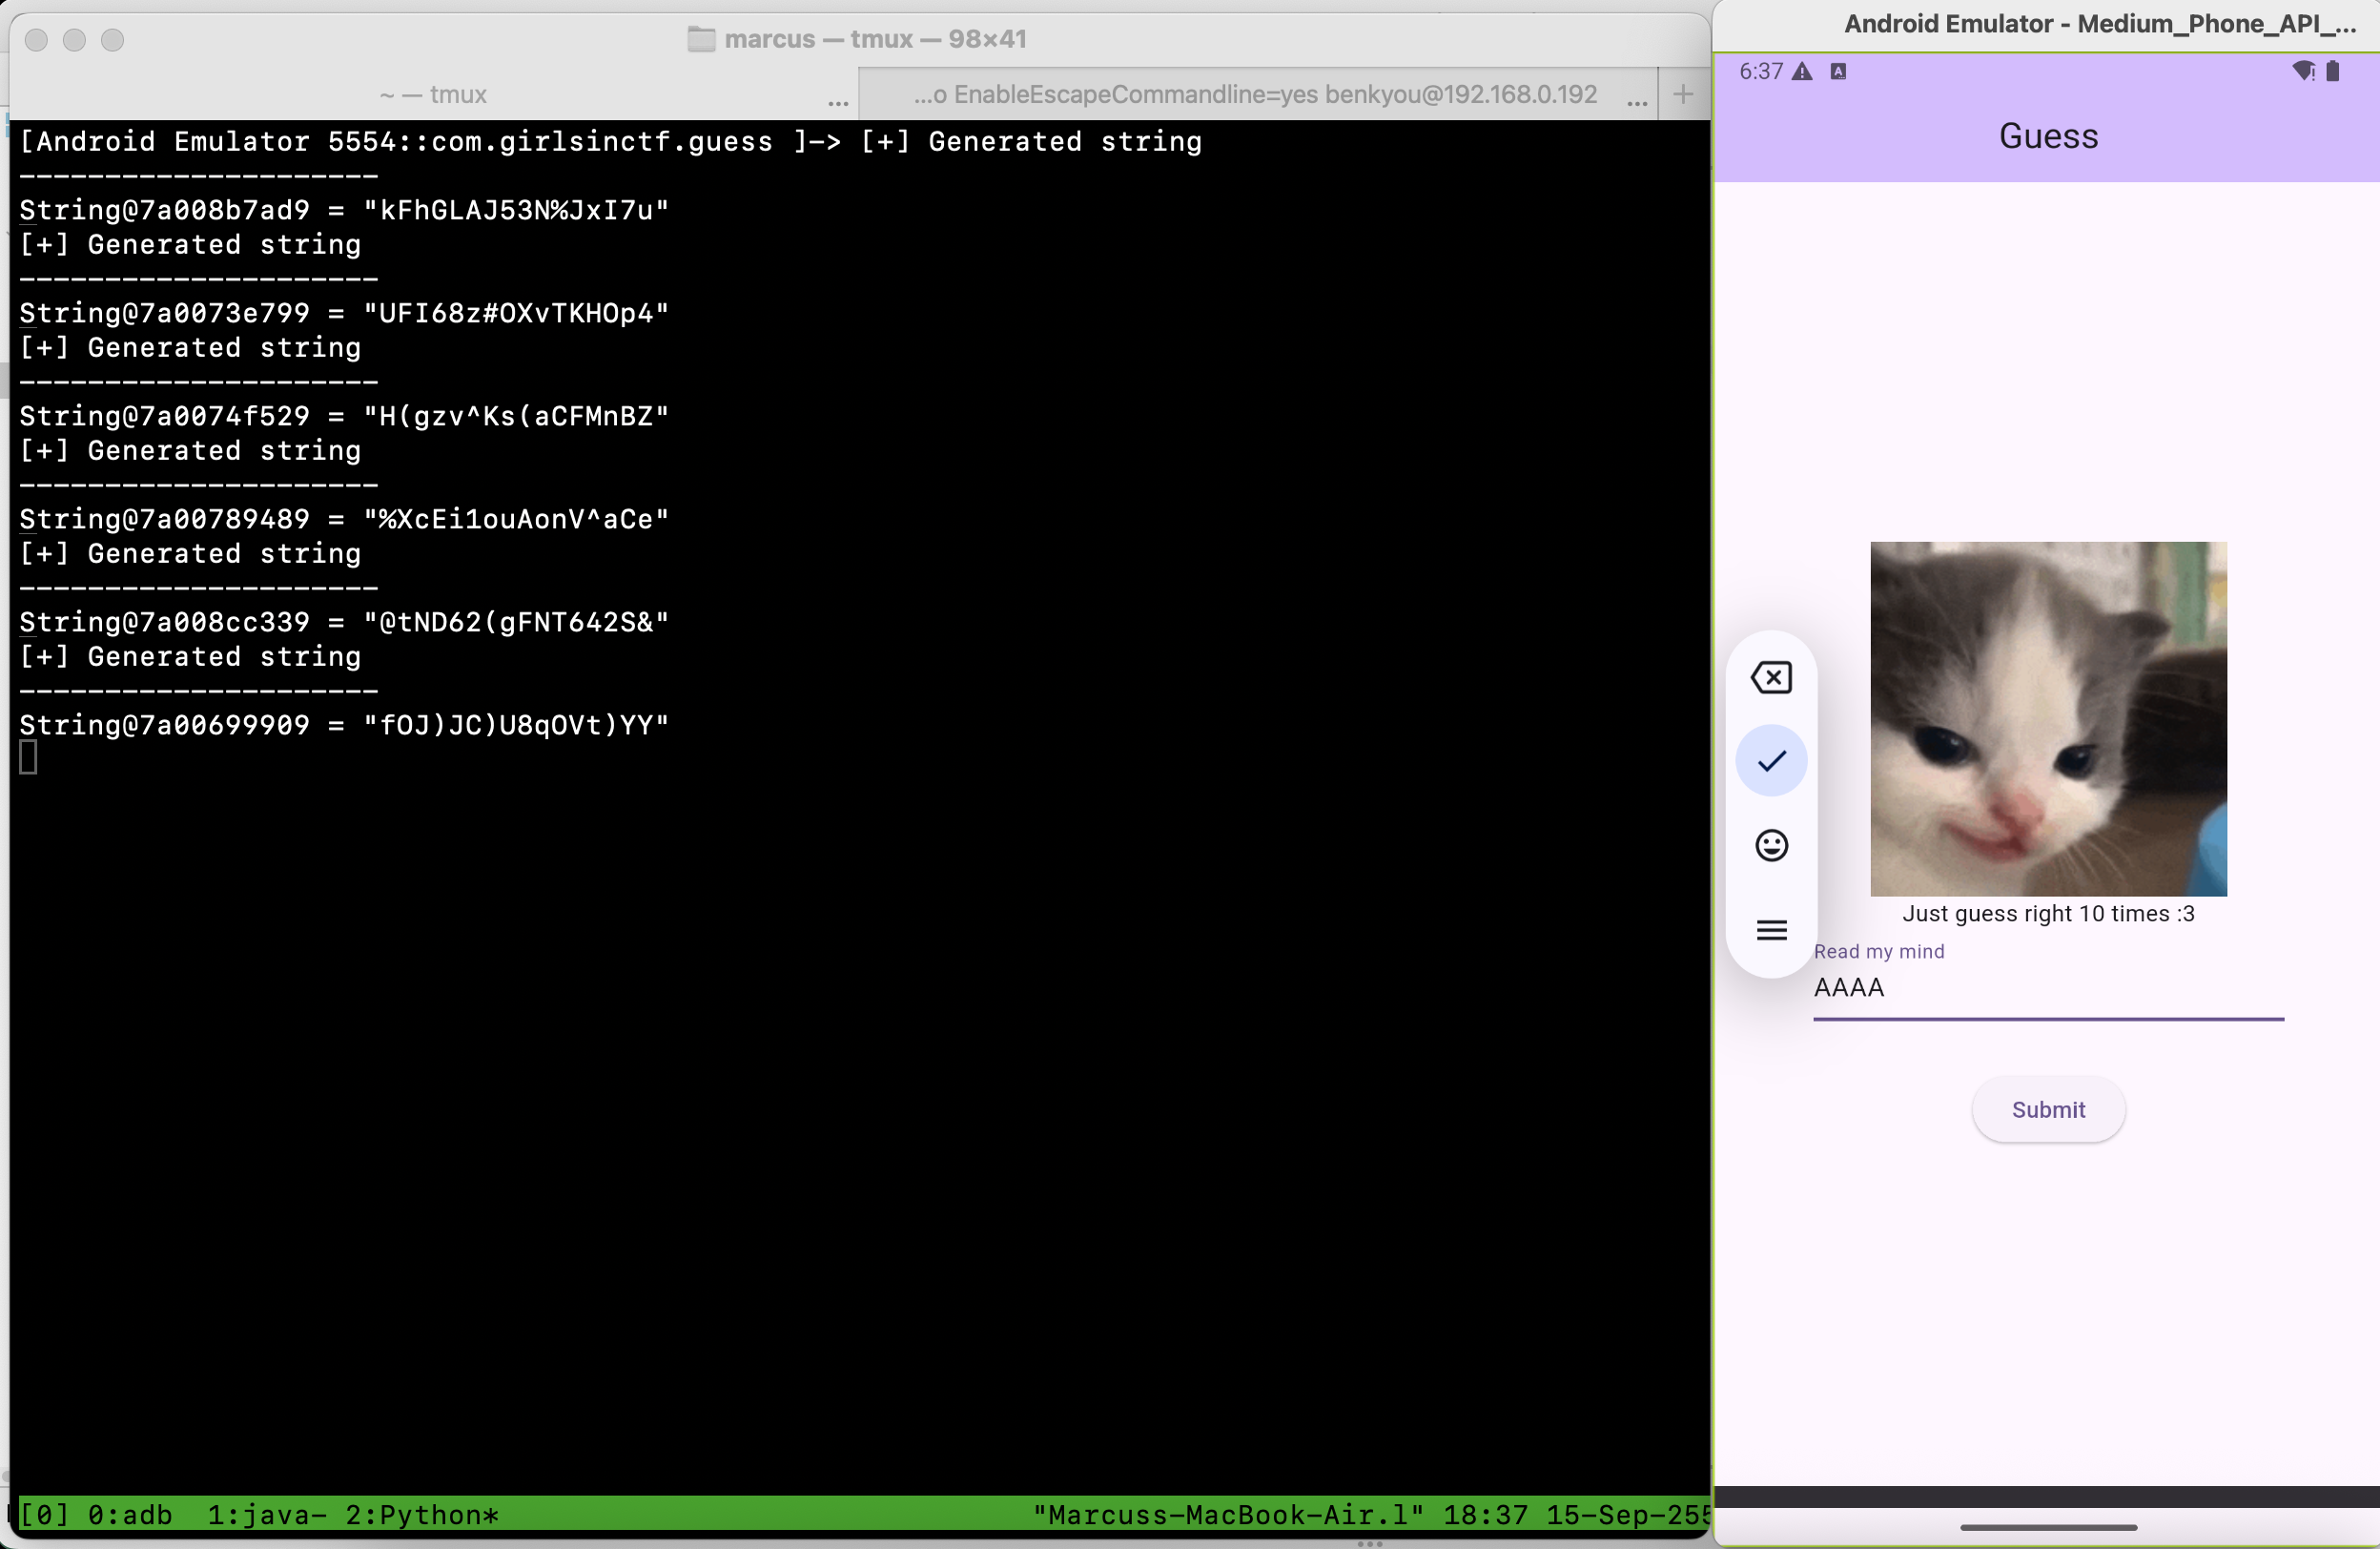 marcus — tmux — 98×41
~ — tmux ...
...o EnableEscapeCommandline=yes benkyou@192.168.0.192 ... +
[Android Emulator 5554::com.girlsinctf.guess ]-> [+] Generated string
---------------------
String@7a008b7ad9 = "kFhGLAJ53N%JxI7u"
[+] Generated string
---------------------
String@7a0073e799 = "UFI68z#OXvTKHOp4"
[+] Generated string
---------------------
String@7a0074f529 = "H(gzv^Ks(aCFMnBZ"
[+] Generated string
---------------------
String@7a00789489 = "%XcEi1ouAonV^aCe"
[+] Generated string
---------------------
String@7a008cc339 = "@tND62(gFNT642S&"
[+] Generated string
---------------------
String@7a00699909 = "fOJ)JC)U8qOVt)YY"
[0] 0:adb  1:java- 2:Python* "Marcuss-MacBook-Air.l" 18:37 15-Sep-255
Android Emulator - Medium_Phone_API_...
6:37
Guess
Just guess right 10 times :3
Read my mind
AAAA
Submit